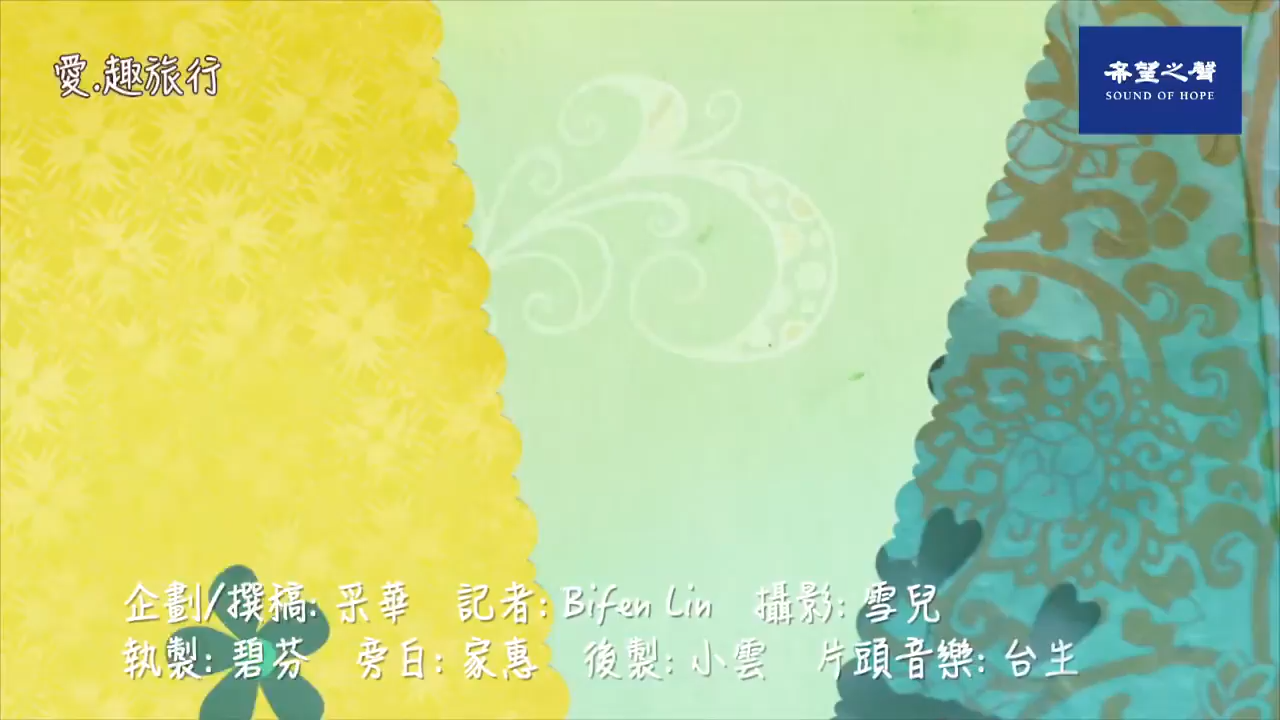 愛.趣旅行
希望之聲
SOUND OF HOPE
企劃/撰槁: 采華 記者: Bifen Lin 攝影: 雪兒
執製: 碧芬 旁白: 家惠 後製: 小雲 片頭音樂: 台生